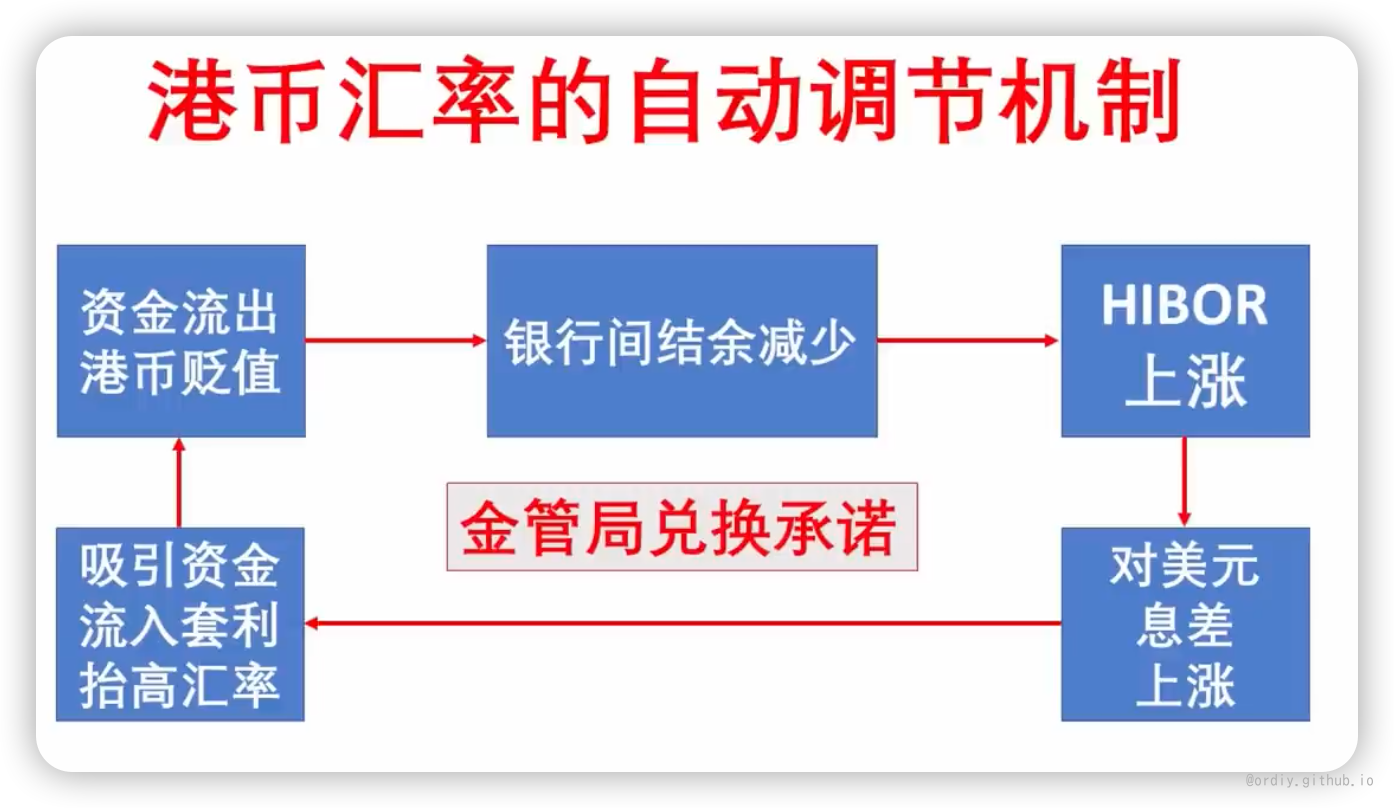 港币汇率的自动调节机制
资金流出
港币贬值
银行间结余减少
HIBOR
上涨
金管局兑换承诺
吸引资金
流入套利
抬高汇率
对美元
息差
上涨
@ordiy.github.io